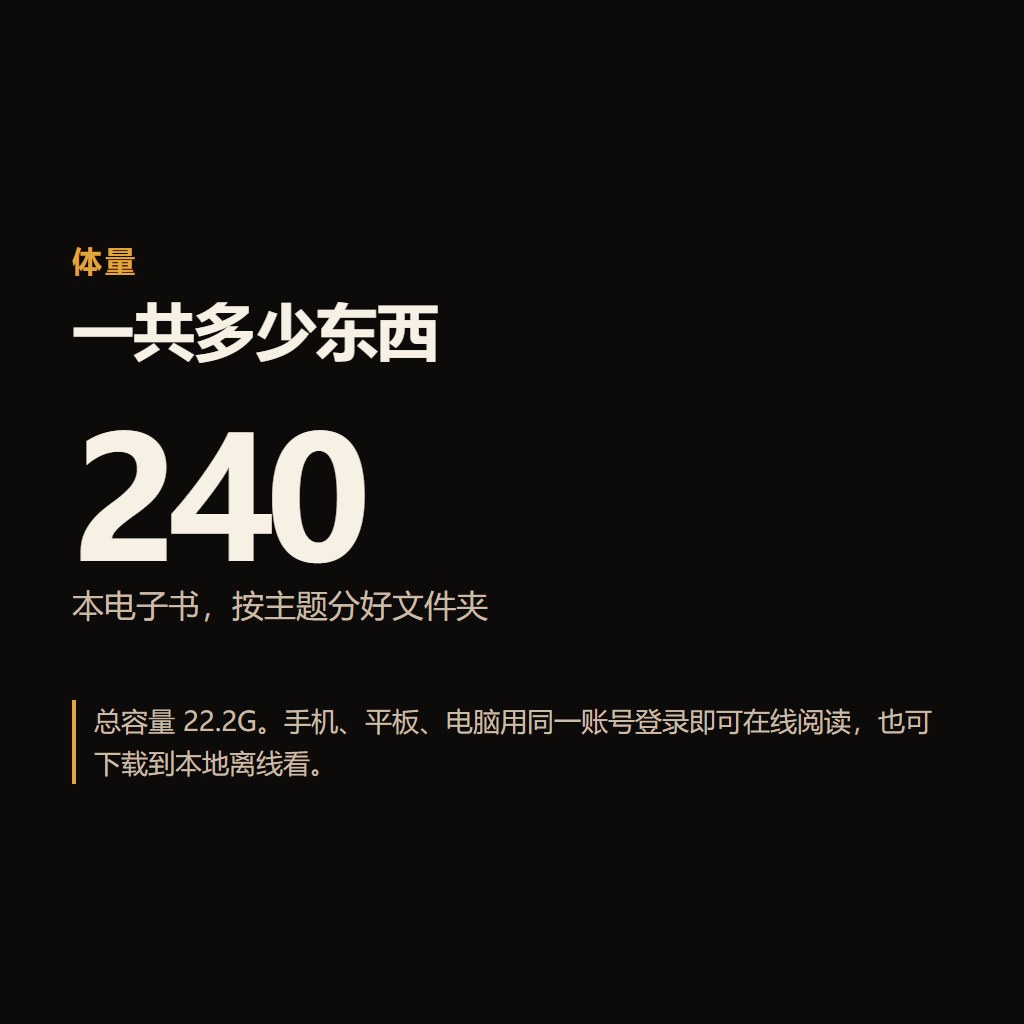 体量
一共多少东西
240
本电子书，按主题分好文件夹
总容量 22.2G。手机、平板、电脑用同一账号登录即可在线阅读，也可
下载到本地离线看。